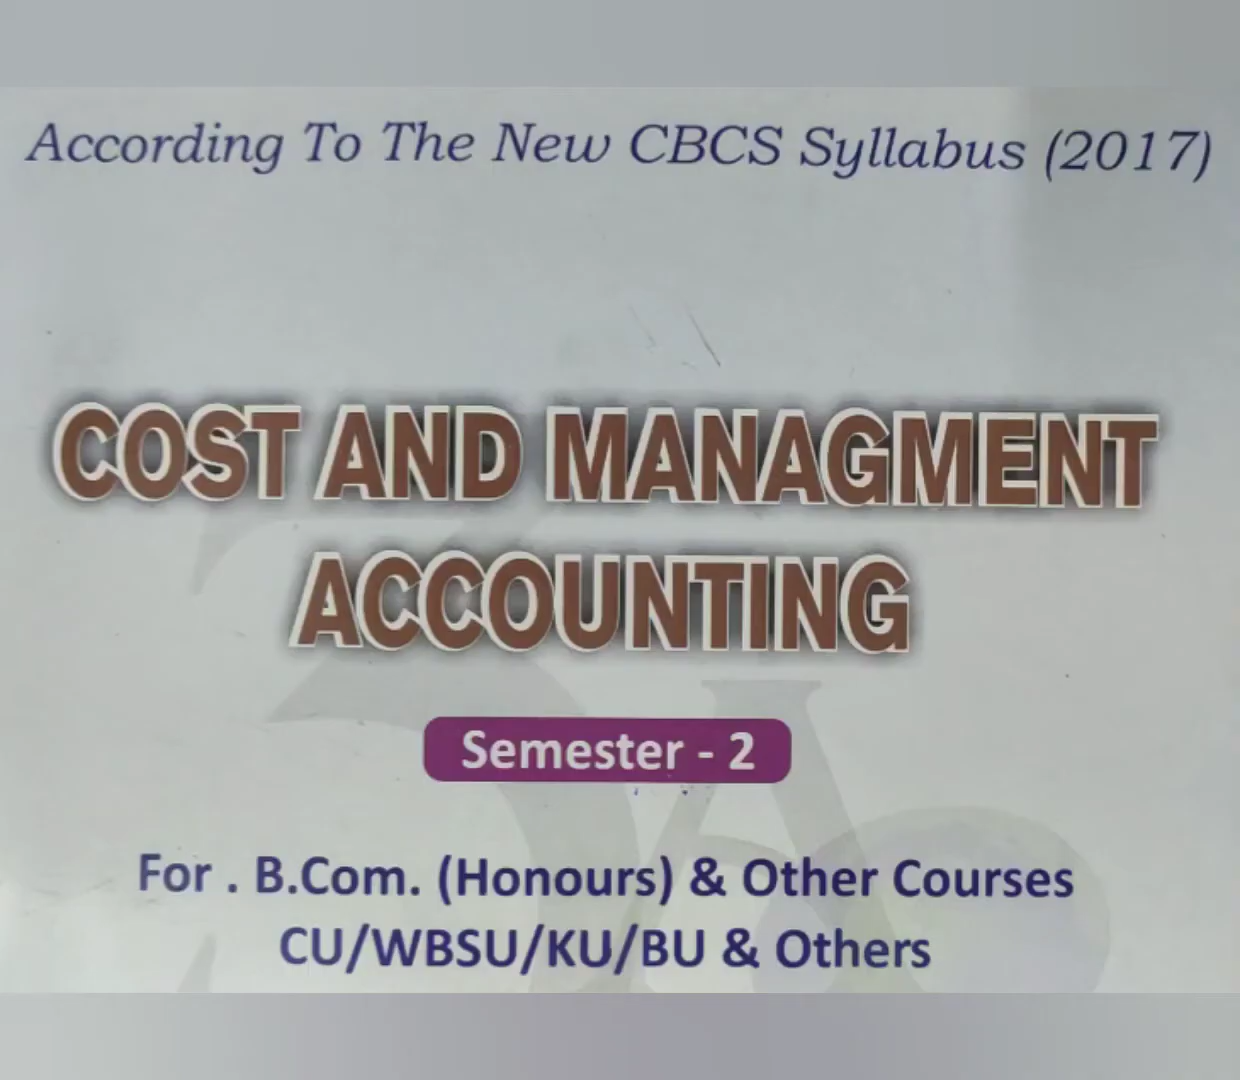 According To The New CBCS Syllabus (2017)
COST AND MANAGMENT
ACCOUNTING
Semester - 2
For . B.Com. (Honours) & Other Courses
CU/WBSU/KU/BU & Others